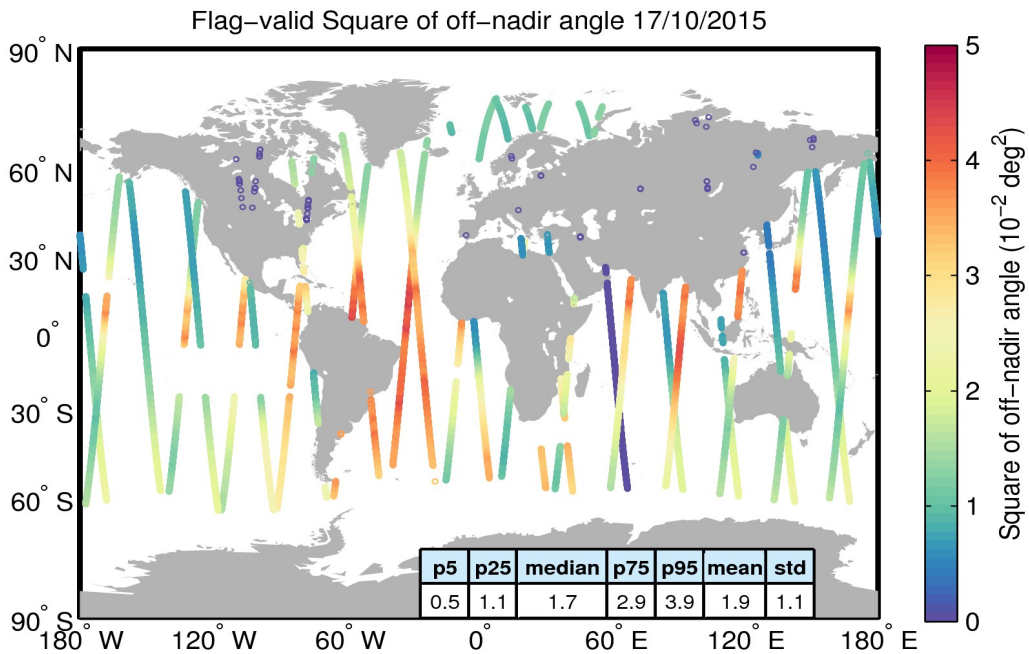 Flag−valid Square of off−nadir angle 17/10/2015
90° N
60° N
30° N
0°
30° S
60° S
90° S
180° W
120° W
60° W
0°
60° E
120° E
180° E
p5 p25 median p75 p95 mean std
0.5 1.1 1.7 2.9 3.9 1.9 1.1
5
4
3
2
1
0
Square of off−nadir angle (10⁻² deg²)